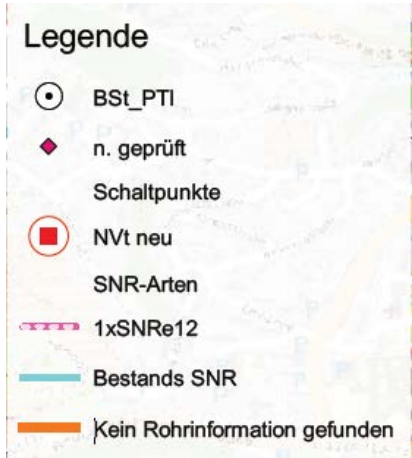 Legende
BSt_PTI
n. geprüft
Schaltpunkte
NVt neu
SNR-Arten
1xSNRe12
Bestands SNR
Kein Rohrinformation gefunden